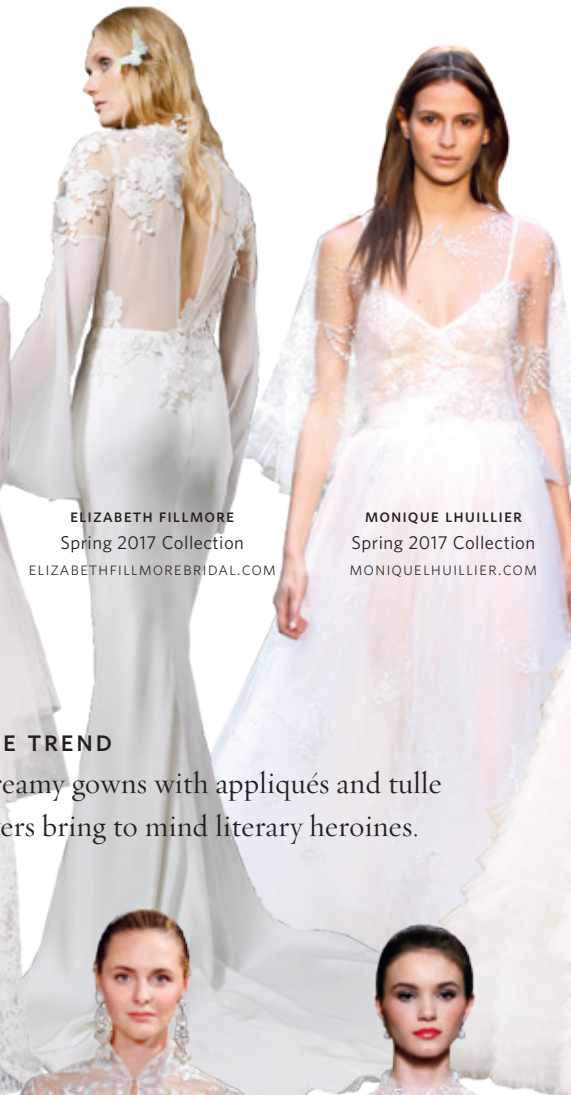 ELIZABETH FILLMORE
Spring 2017 Collection
ELIZABETHFILLMOREBRIDAL.COM
MONIQUE LHUILLIER
Spring 2017 Collection
MONIQUELHUILLIER.COM
E TREND
reamy gowns with appliqués and tulle
ers bring to mind literary heroines.